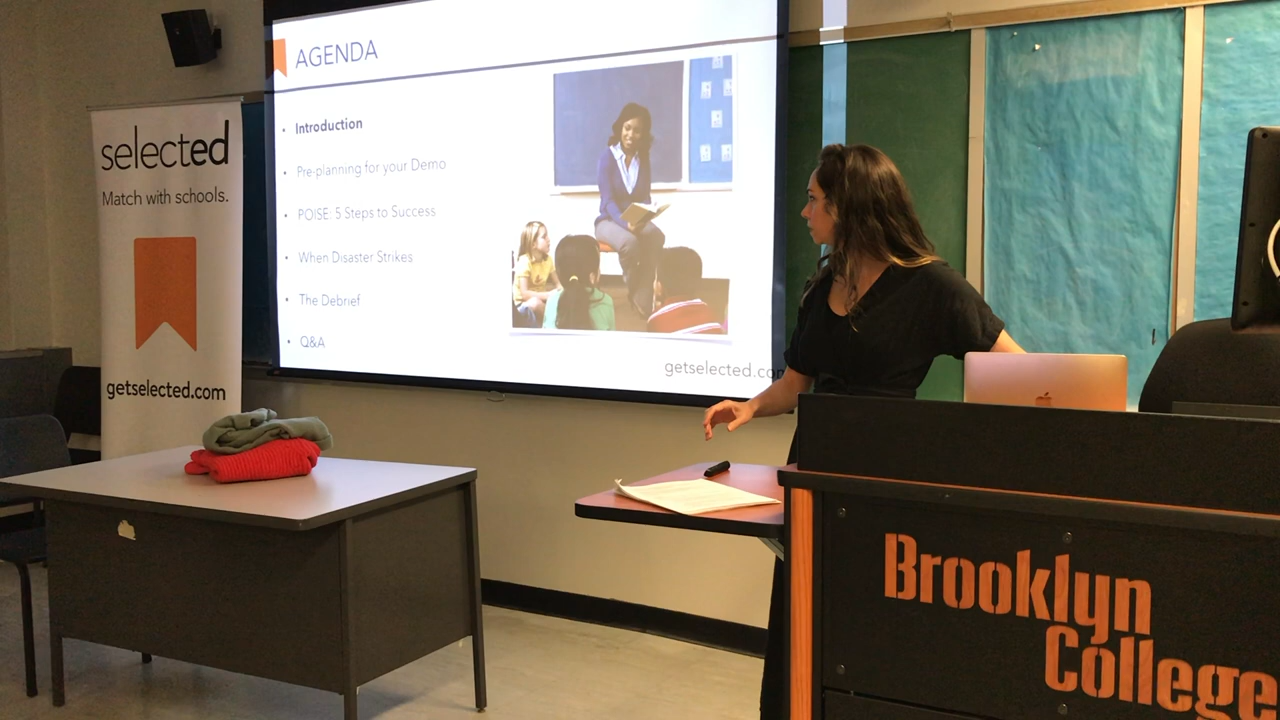 selected
Match with schools.
getselected.com
AGENDA
• Introduction
• Pre-planning for your Demo
• POISE: 5 Steps to Success
• When Disaster Strikes
• The Debrief
• Q&A
getselected.com
Brooklyn
College